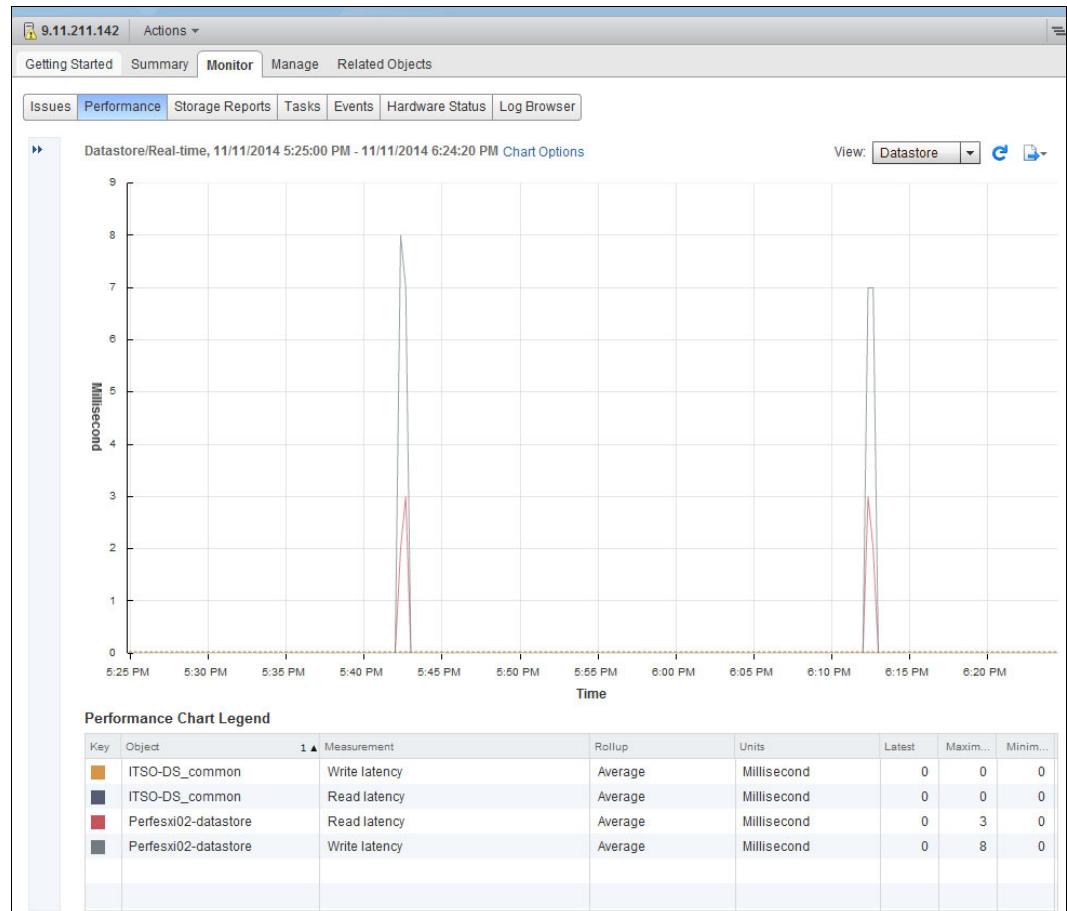 9.11.211.142 Actions
Getting Started Summary Monitor Manage Related Objects
Issues Performance Storage Reports Tasks Events Hardware Status Log Browser
Datastore/Real-time, 11/11/2014 5:25:00 PM - 11/11/2014 6:24:20 PM Chart Options View: Datastore
9
8
7
6
5
4
3
2
1
0
Millisecond
5:25 PM 5:30 PM 5:35 PM 5:40 PM 5:45 PM 5:50 PM 5:55 PM 6:00 PM 6:05 PM 6:10 PM 6:15 PM 6:20 PM
Time
Performance Chart Legend
Key Object 1 ▲ Measurement Rollup Units Latest Maxim... Minim...
ITSO-DS_common Write latency Average Millisecond 0 0 0
ITSO-DS_common Read latency Average Millisecond 0 0 0
Perfesxi02-datastore Read latency Average Millisecond 0 3 0
Perfesxi02-datastore Write latency Average Millisecond 0 8 0